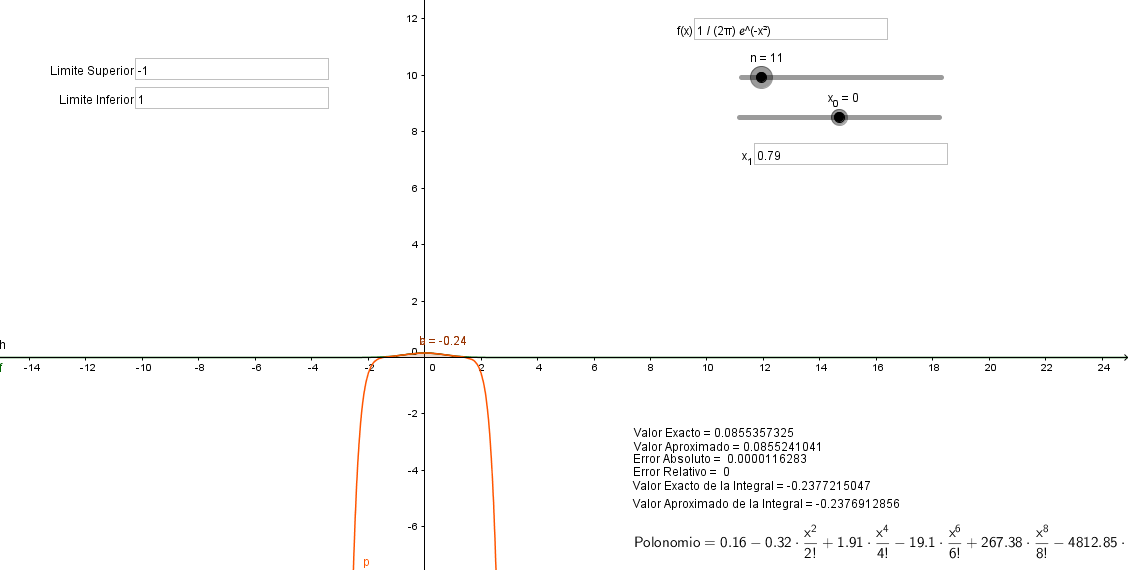 f(x) 1 / (2π) e^(-x²)
n = 11
Limite Superior -1
Limite Inferior 1
x₀ = 0
x₁ 0.79
12
10
8
6
4
2
0
-2
-4
-6
h
f
= -0.24
-14 -12 -10 -8 -6 -4 -2 0 2 4 6 8 10 12 14 16 18 20 22 24
p
Valor Exacto = 0.0855357325
Valor Aproximado = 0.0855241041
Error Absoluto = 0.0000116283
Error Relativo = 0
Valor Exacto de la Integral = -0.2377215047
Valor Aproximado de la Integral = -0.2376912856
Polonomio = 0.16 − 0.32 · x²/2! + 1.91 · x⁴/4! − 19.1 · x⁶/6! + 267.38 · x⁸/8! − 4812.85 ·